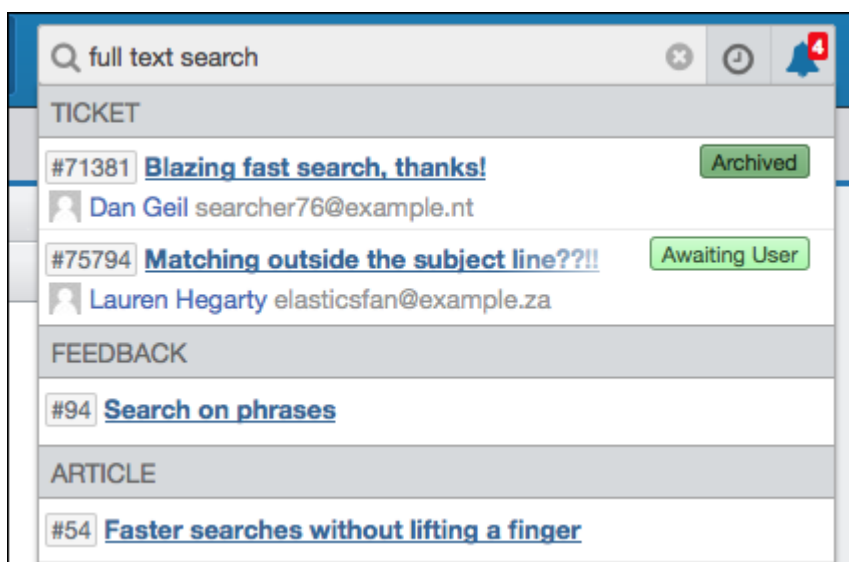 full text search
4
TICKET
#71381 Blazing fast search, thanks!
Archived
Dan Geil searcher76@example.nt
#75794 Matching outside the subject line??!!
Awaiting User
Lauren Hegarty elasticsfan@example.za
FEEDBACK
#94 Search on phrases
ARTICLE
#54 Faster searches without lifting a finger